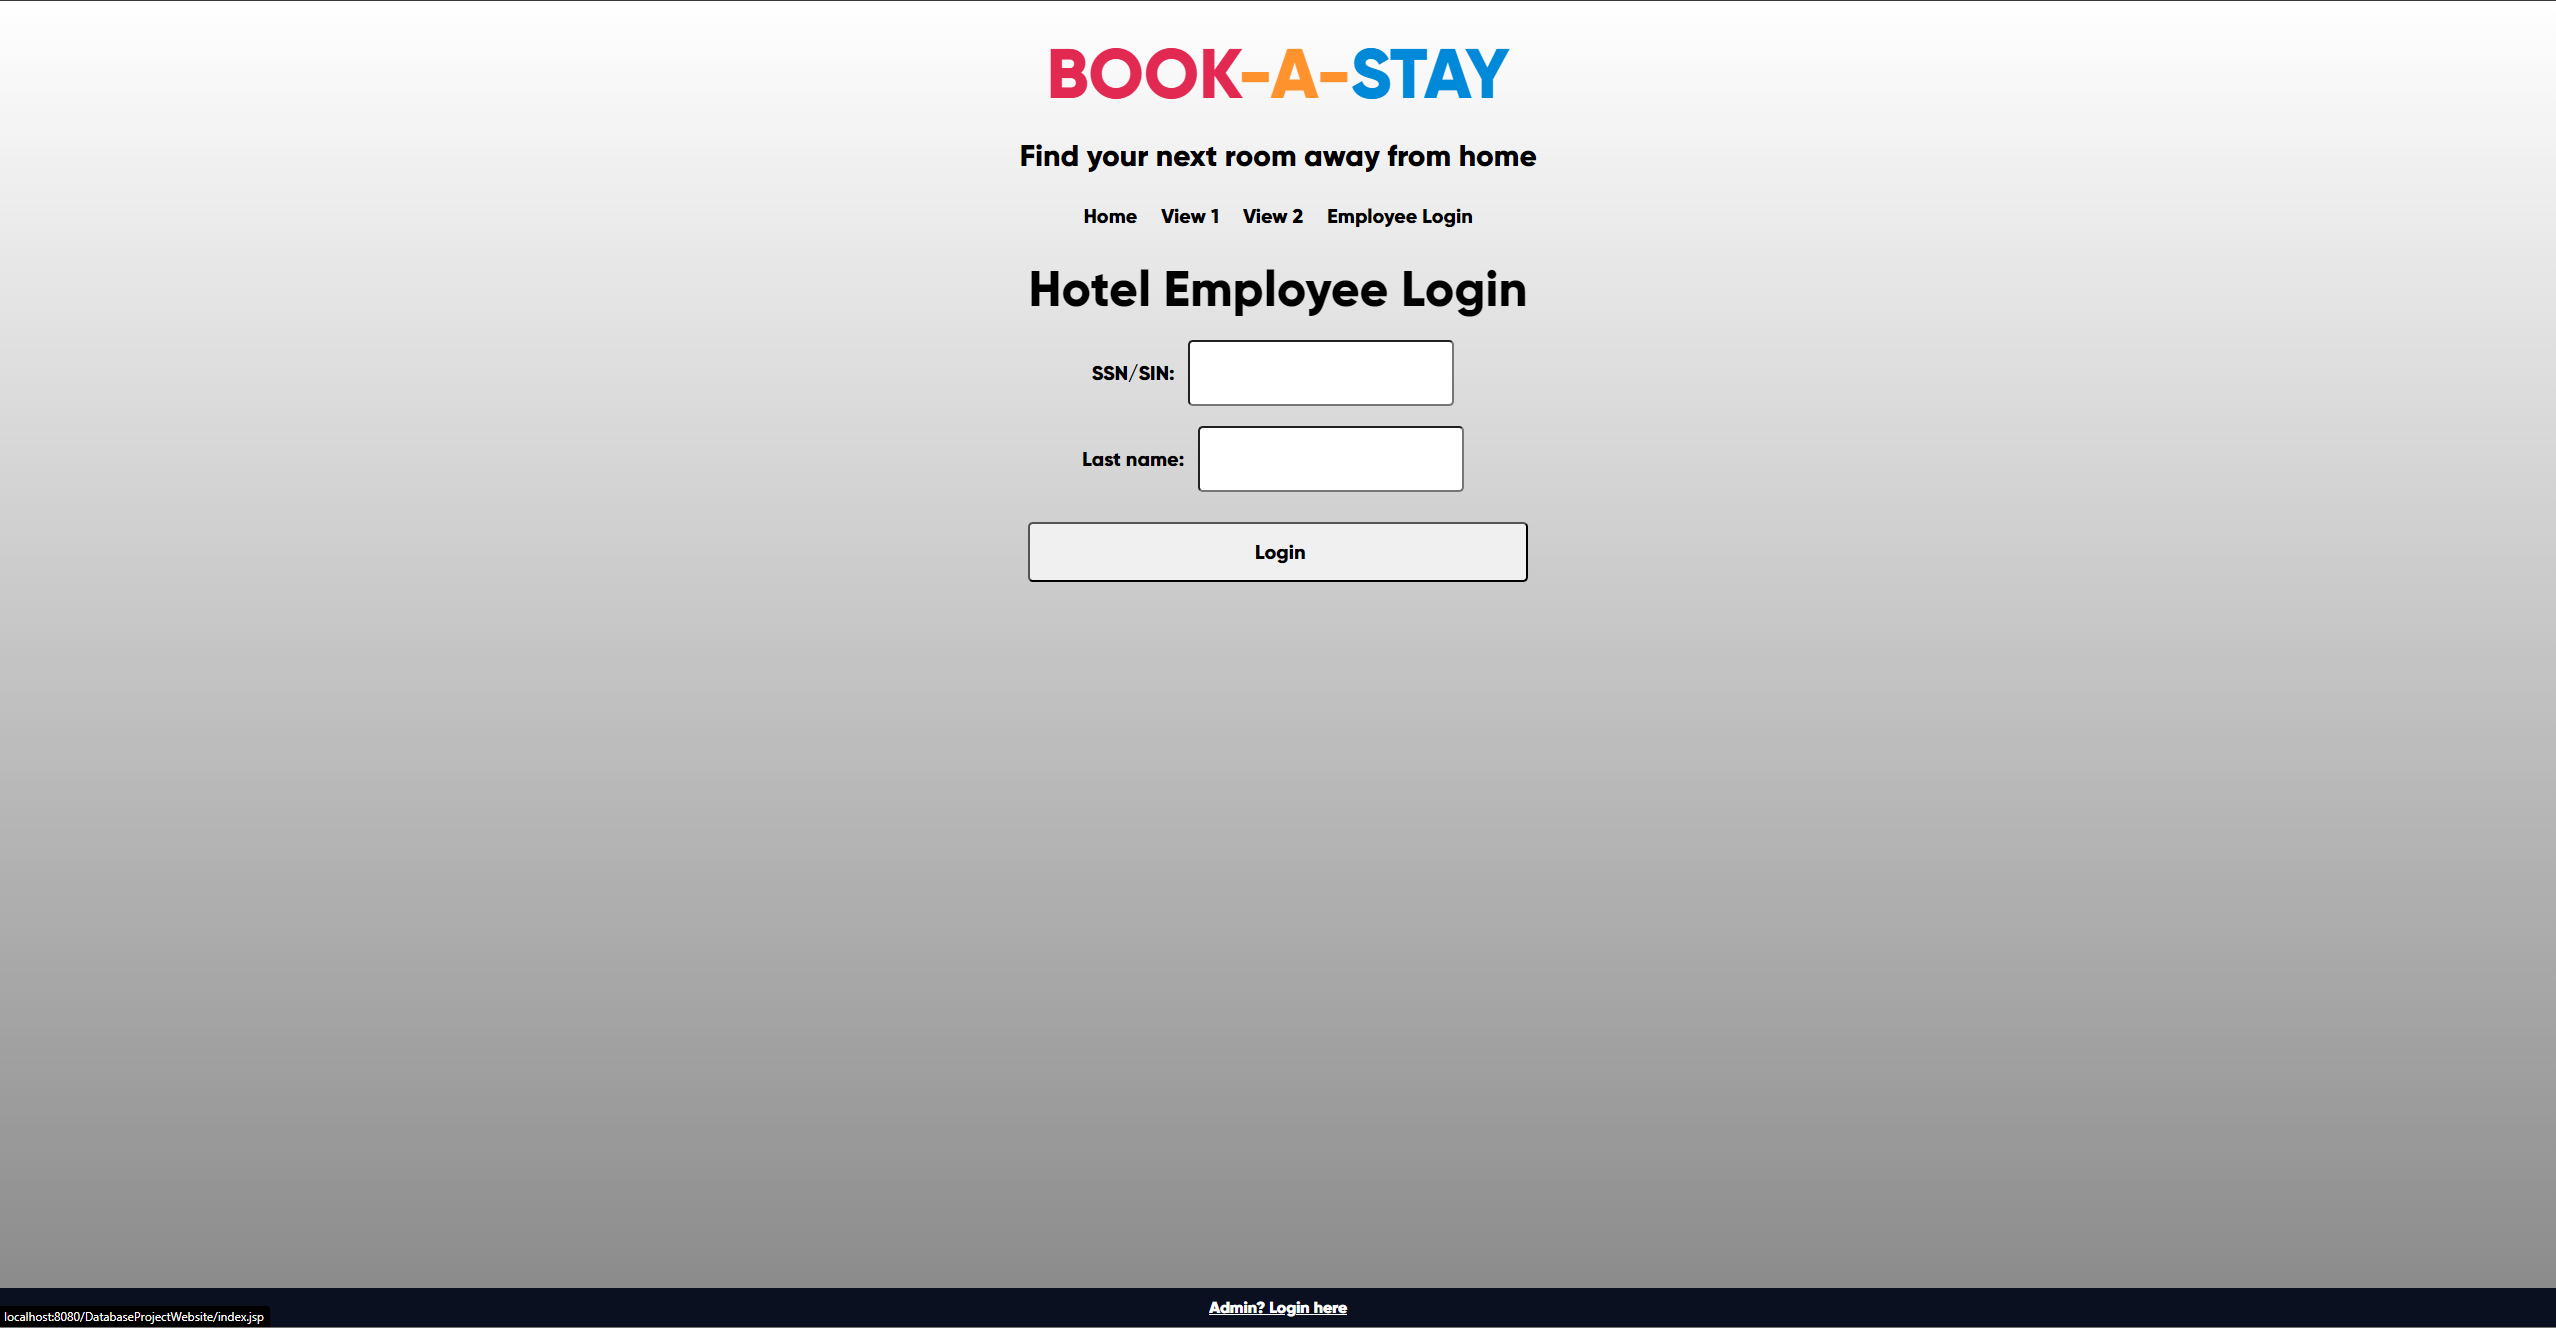 BOOK-A-STAY
Find your next room away from home
Home View 1 View 2 Employee Login
Hotel Employee Login
SSN/SIN:
Last name:
Login
Admin? Login here
localhost:8080/DatabaseProjectWebsite/index.jsp